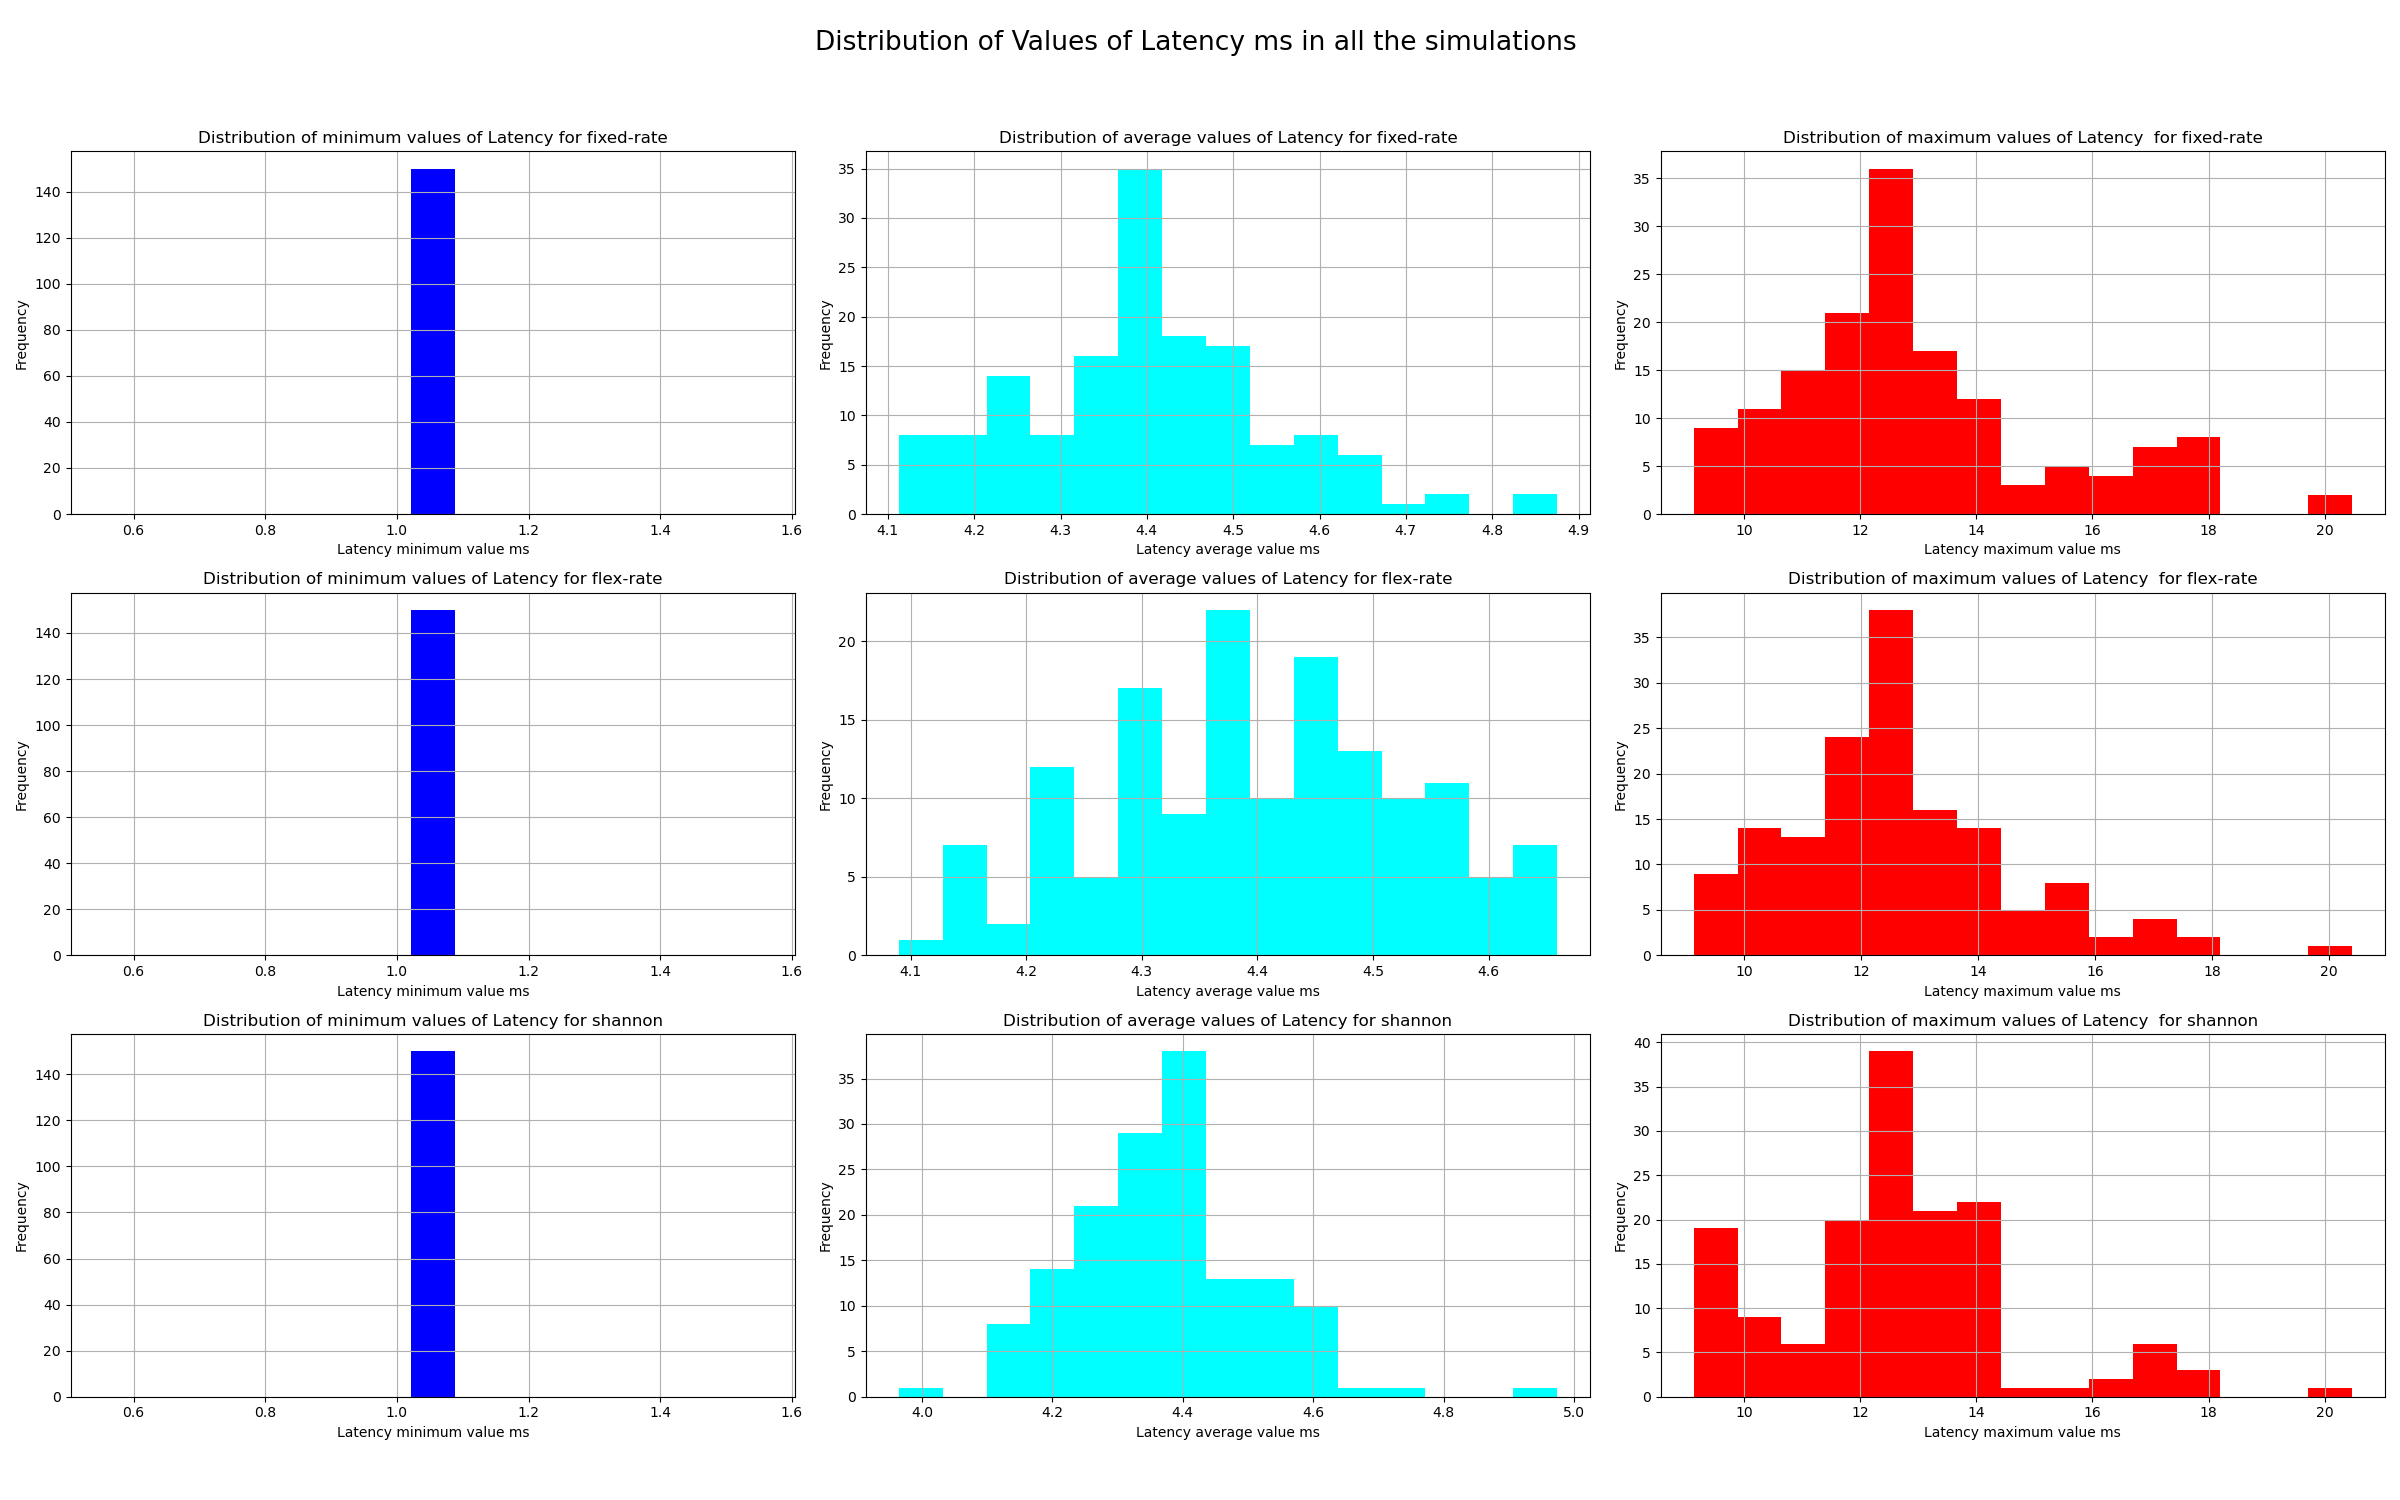 Distribution of Values of Latency ms in all the simulations
Distribution of minimum values of Latency for fixed-rate
Frequency
0
20
40
60
80
100
120
140
0.6 0.8 1.0 1.2 1.4 1.6
Latency minimum value ms
Distribution of average values of Latency for fixed-rate
Frequency
0
5
10
15
20
25
30
35
4.1 4.2 4.3 4.4 4.5 4.6 4.7 4.8 4.9
Latency average value ms
Distribution of maximum values of Latency  for fixed-rate
Frequency
0
5
10
15
20
25
30
35
10 12 14 16 18 20
Latency maximum value ms
Distribution of minimum values of Latency for flex-rate
Frequency
0
20
40
60
80
100
120
140
0.6 0.8 1.0 1.2 1.4 1.6
Latency minimum value ms
Distribution of average values of Latency for flex-rate
Frequency
0
5
10
15
20
4.1 4.2 4.3 4.4 4.5 4.6
Latency average value ms
Distribution of maximum values of Latency  for flex-rate
Frequency
0
5
10
15
20
25
30
35
10 12 14 16 18 20
Latency maximum value ms
Distribution of minimum values of Latency for shannon
Frequency
0
20
40
60
80
100
120
140
0.6 0.8 1.0 1.2 1.4 1.6
Latency minimum value ms
Distribution of average values of Latency for shannon
Frequency
0
5
10
15
20
25
30
35
4.0 4.2 4.4 4.6 4.8 5.0
Latency average value ms
Distribution of maximum values of Latency  for shannon
Frequency
0
5
10
15
20
25
30
35
40
10 12 14 16 18 20
Latency maximum value ms